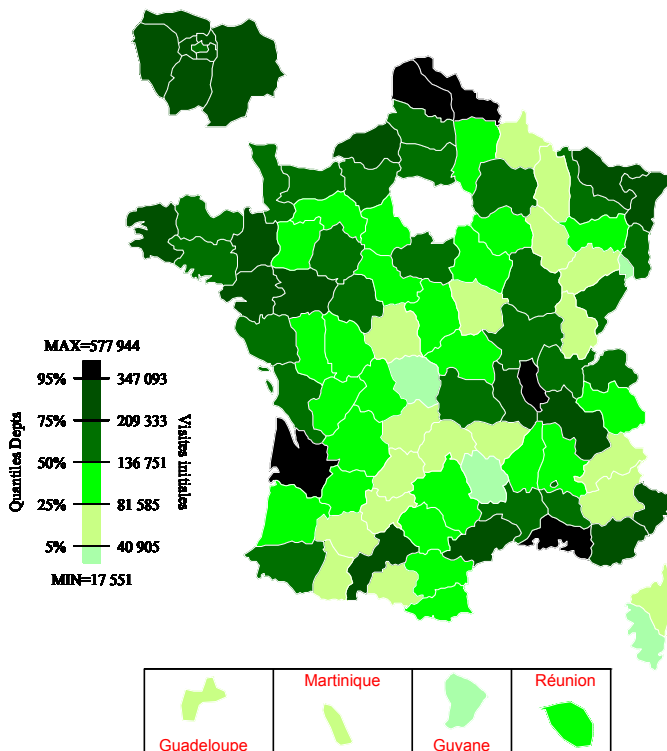 MAX=577 944
95% 347 093
75% 209 333
50% 136 751
25% 81 585
5% 40 905
MIN=17 551
Quantiles Depts
Visites initiales
Guadeloupe
Martinique
Guyane
Réunion